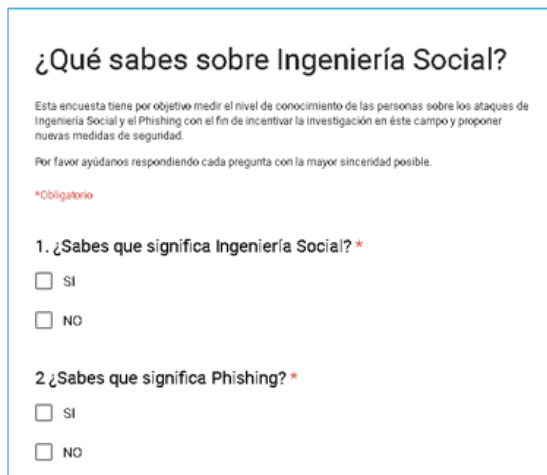 ¿Qué sabes sobre Ingeniería Social?
Esta encuesta tiene por objetivo medir el nivel de conocimiento de las personas sobre los ataques de
Ingeniería Social y el Phishing con el fin de incentivar la investigación en éste campo y proponer
nuevas medidas de seguridad.
Por favor ayúdanos respondiendo cada pregunta con la mayor sinceridad posible.
*Obligatorio
1. ¿Sabes que significa Ingeniería Social? *
SI
NO
2 ¿Sabes que significa Phishing? *
SI
NO